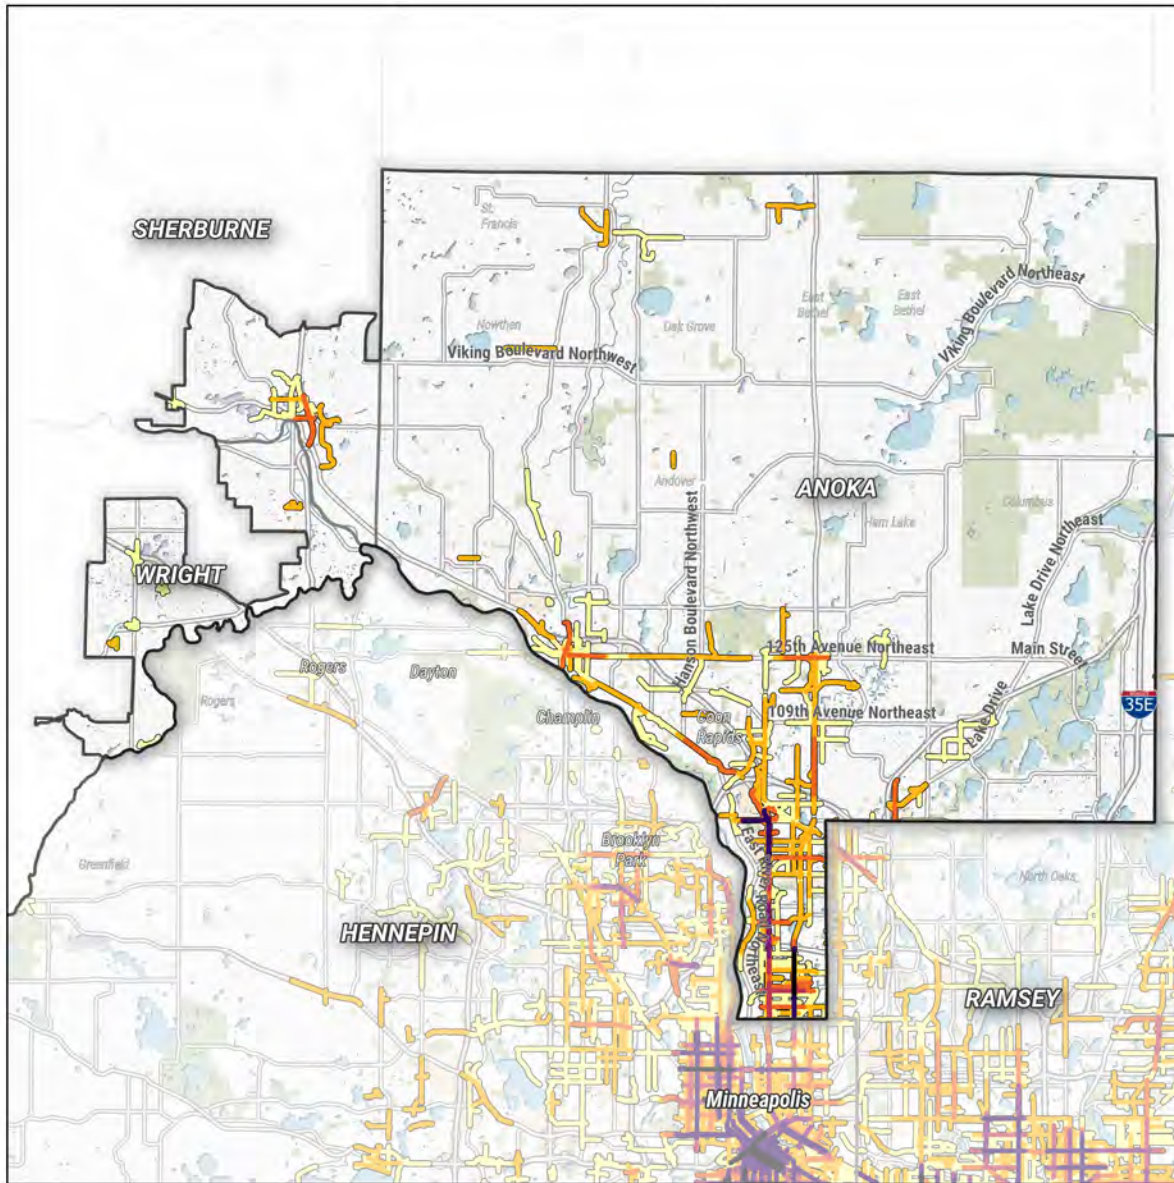 SHERBURNE
St.
Francis
Viking Boulevard Northeast
East
Bethel
East
Bethel
Nowthen
Oak Grove
Viking Boulevard Northwest
Andover
ANOKA
Columbus
Ham Lake
Hanson Boulevard Northwest
Lake Drive Northeast
WRIGHT
125th Avenue Northeast
Main Street
Rogers
Dayton
Rogers
Champlin
Coon
Rapids
109th Avenue Northeast
Lake Drive
35E
Brooklyn
Park
East River Road Northeast
Greenfield
North Oaks
HENNEPIN
RAMSEY
Minneapolis